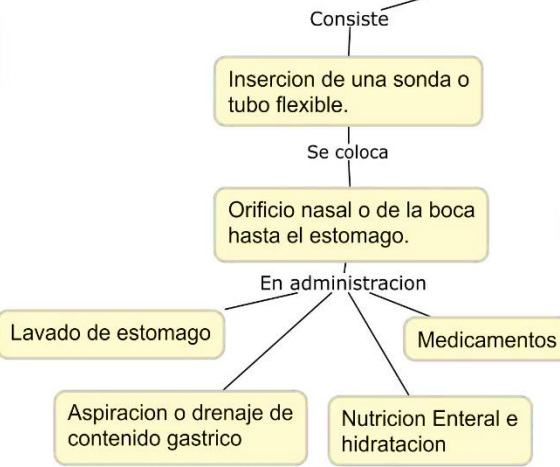 Consiste
Insercion de una sonda o
tubo flexible.
Se coloca
Orificio nasal o de la boca
hasta el estomago.
En administracion
Lavado de estomago
Medicamentos
Aspiracion o drenaje de
contenido gastrico
Nutricion Enteral e
hidratacion